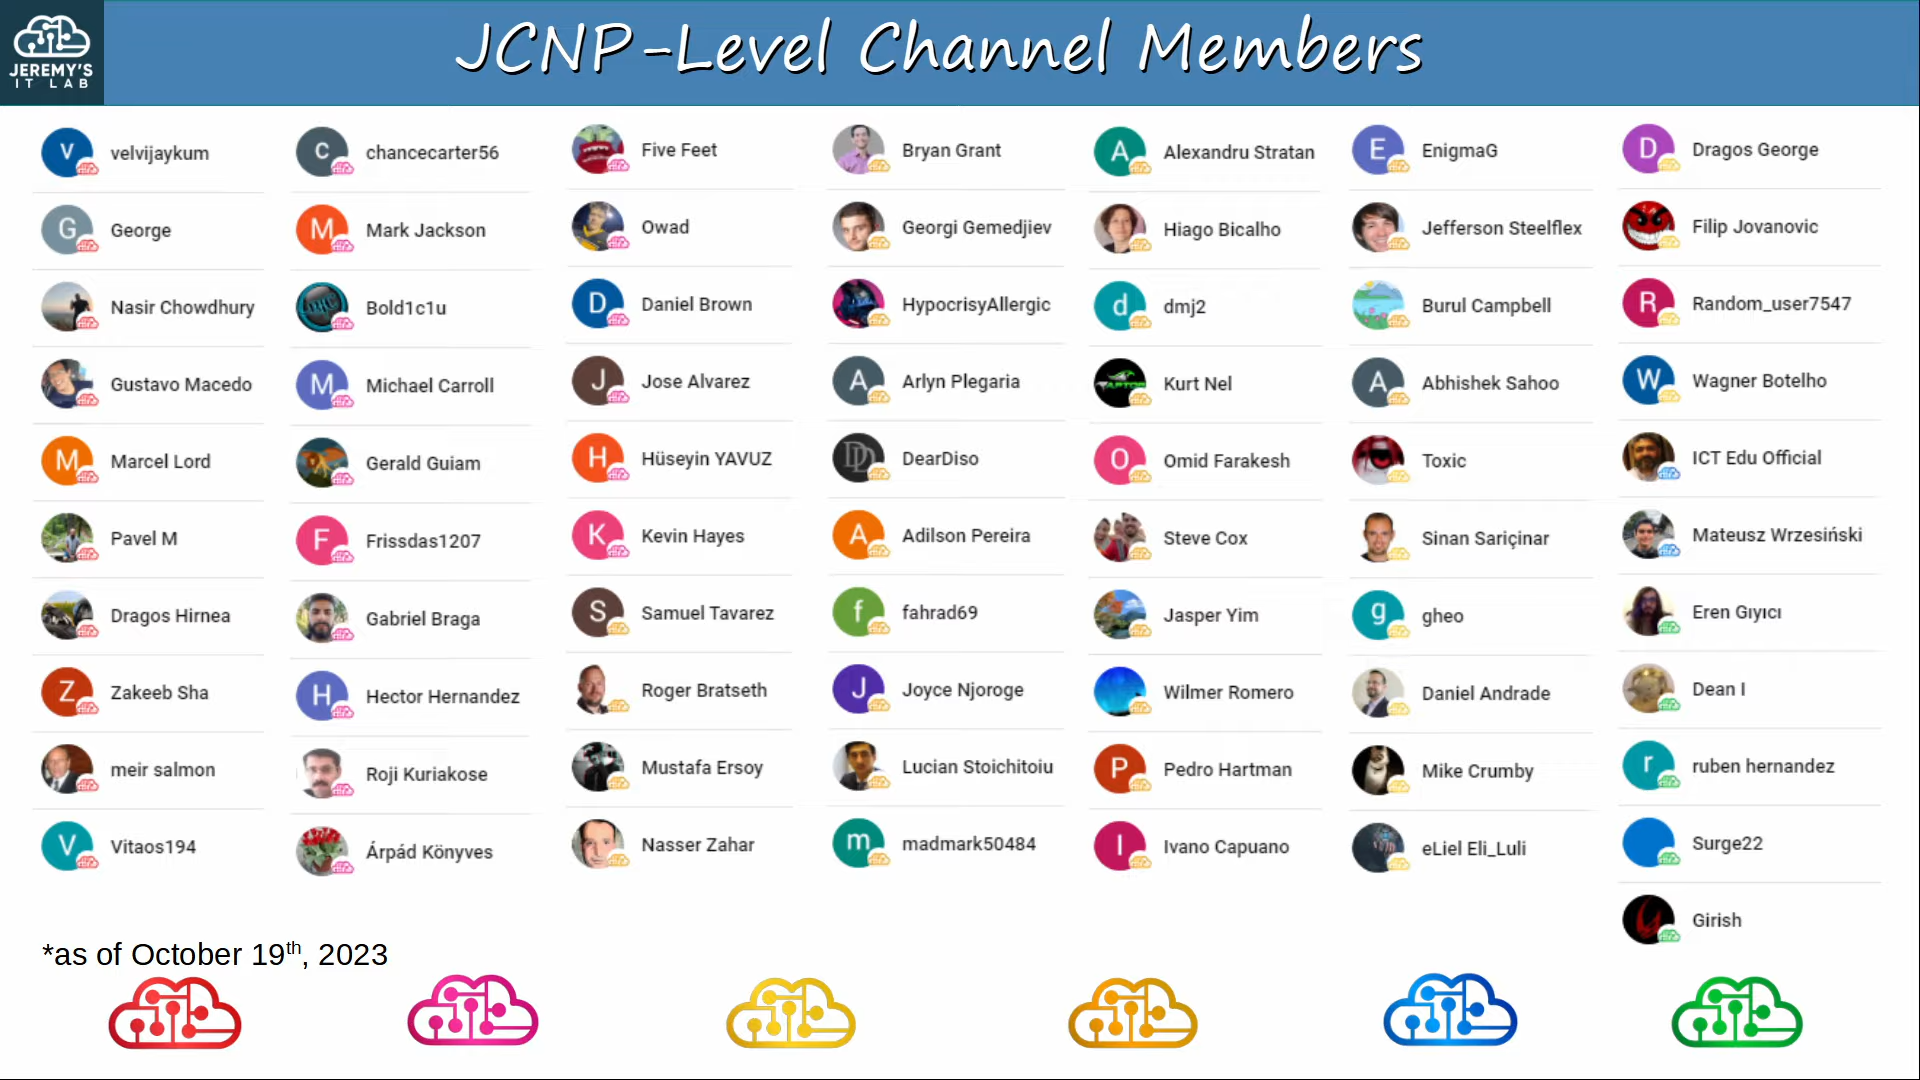 JEREMY'S
IT LAB
JCNP-Level Channel Members
V velvijaykum
G George
Nasir Chowdhury
Gustavo Macedo
M Marcel Lord
Pavel M
Dragos Hirnea
Z Zakeeb Sha
meir salmon
V Vitaos194
c chancecarter56
M Mark Jackson
Bold1c1u
M Michael Carroll
Gerald Guiam
F Frissdas1207
Gabriel Braga
H Hector Hernandez
Roji Kuriakose
Árpád Könyves
Five Feet
Owad
D Daniel Brown
J Jose Alvarez
H Hüseyin YAVUZ
K Kevin Hayes
S Samuel Tavarez
Roger Bratseth
Mustafa Ersoy
Nasser Zahar
Bryan Grant
Georgi Gemedjiev
HypocrisyAllergic
A Arlyn Plegaria
DD DearDiso
A Adilson Pereira
f fahrad69
J Joyce Njoroge
Lucian Stoichitoiu
m madmark50484
A Alexandru Stratan
Hiago Bicalho
d dmj2
Kurt Nel
O Omid Farakesh
Steve Cox
Jasper Yim
Wilmer Romero
P Pedro Hartman
I Ivano Capuano
E EnigmaG
Jefferson Steelflex
Burul Campbell
A Abhishek Sahoo
Toxic
Sinan Sariçinar
g gheo
Daniel Andrade
Mike Crumby
eLiel Eli_Luli
D Dragos George
Filip Jovanovic
R Random_user7547
W Wagner Botelho
ICT Edu Official
Mateusz Wrzesiński
Eren Gıyıcı
Dean I
r ruben hernandez
Surge22
Girish
*as of October 19th, 2023